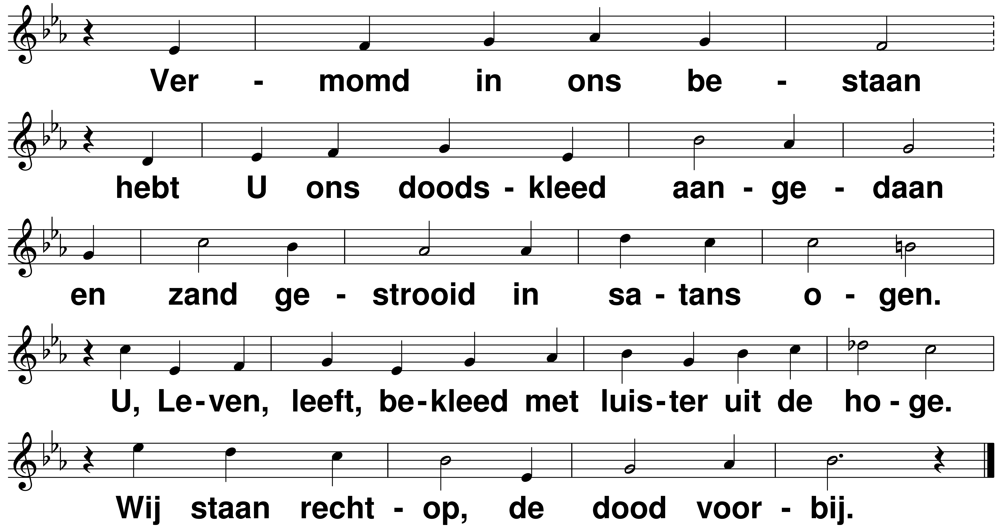 Ver - momd in ons be - staan
hebt U ons doods - kleed aan - ge - daan
en zand ge - strooid in sa - tans o - gen.
U, Le - ven, leeft, be - kleed met luis - ter uit de ho - ge.
Wij staan recht - op, de dood voor - bij.